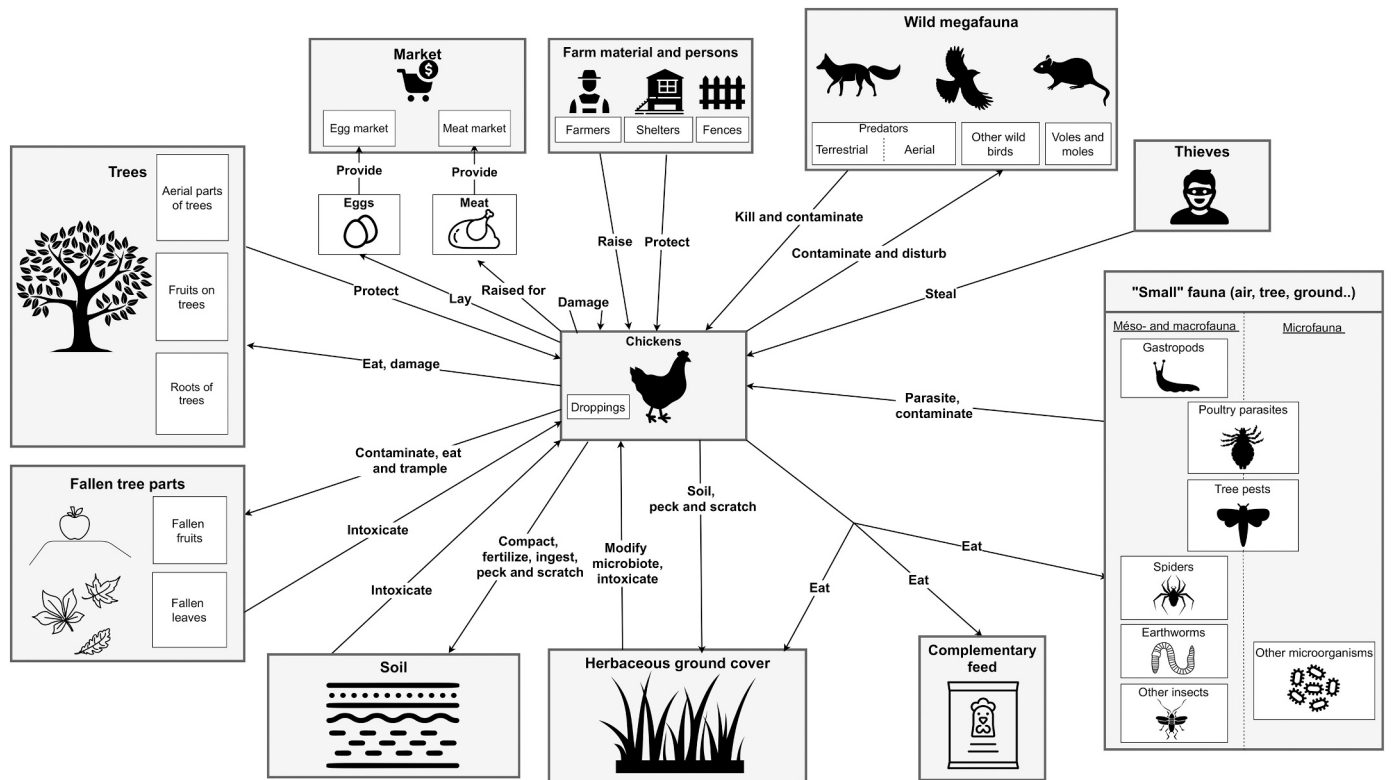 Market
$
Egg market
Meat market
Provide
Provide
Eggs
Meat
Farm material and persons
Farmers
Shelters
Fences
Wild megafauna
Predators
Terrestrial
Aerial
Other wild
birds
Voles and
moles
Thieves
Trees
Aerial parts
of trees
Fruits on
trees
Roots of
trees
Protect
Lay
Raised for
Damage
Raise
Protect
Kill and contaminate
Contaminate and disturb
Steal
Eat, damage
Chickens
Droppings
Parasite,
contaminate
"Small" fauna (air, tree, ground..)
Méso- and macrofauna
Microfauna
Gastropods
Poultry parasites
Tree pests
Spiders
Earthworms
Other insects
Other microorganisms
Contaminate, eat
and trample
Intoxicate
Intoxicate
Compact,
fertilize, ingest,
peck and scratch
Modify
microbiote,
intoxicate
Soil,
peck and scratch
Eat
Eat
Eat
Fallen tree parts
Fallen
fruits
Fallen
leaves
Soil
Herbaceous ground cover
Complementary
feed